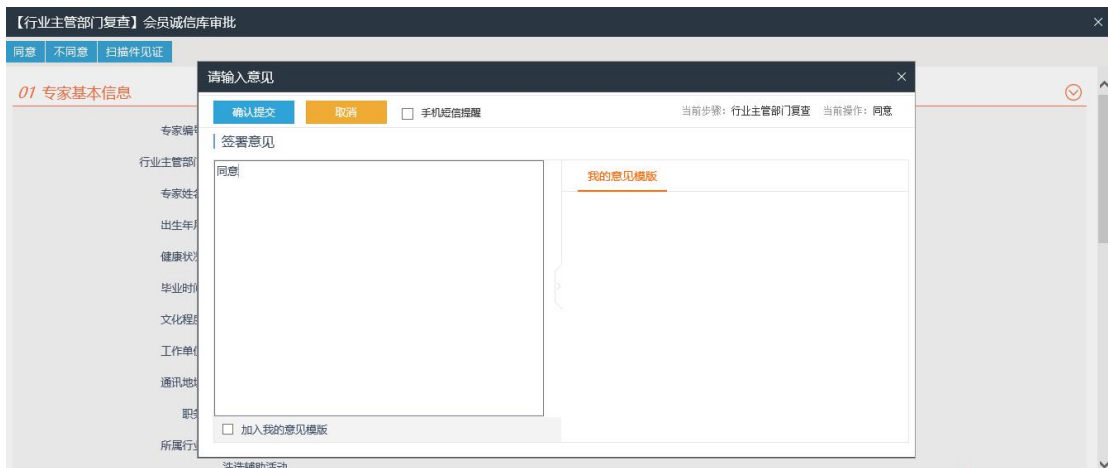 【行业主管部门复查】会员诚信库审批
同意 不同意 扫描件见证
01 专家基本信息
请输入意见
确认提交 取消 手机短信提醒 当前步骤：行业主管部门复查 当前操作：同意
签署意见
同意
我的意见模版
专家编
行业主管部
专家姓
出生年
健康状
毕业时
文化程
工作单
通讯地
职
所属行
加入我的意见模版